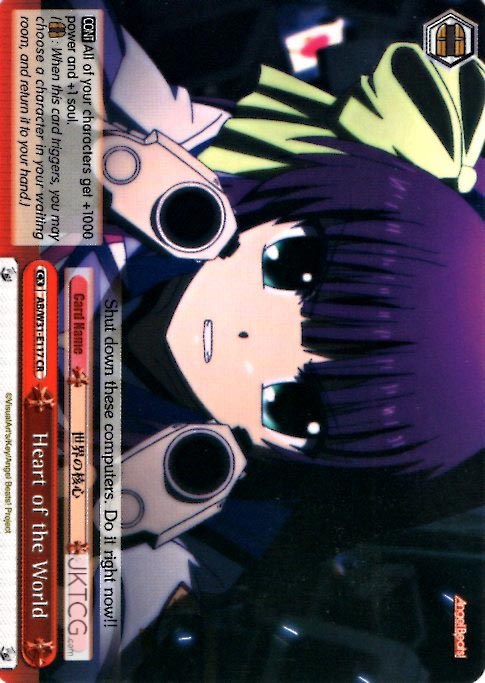 [CONT] All of your characters get +1000
power and +1 soul.
( : When this card triggers, you may
choose a character in your waiting
room, and return it to your hand.)
Angel Beats!
Shut down these computers. Do it right now!!
Card Name
世界の核心
JKTCG.com
CX
AB/W31-E117 CR
Heart of the World
©VisualArt's/Key/Angel Beats! Project